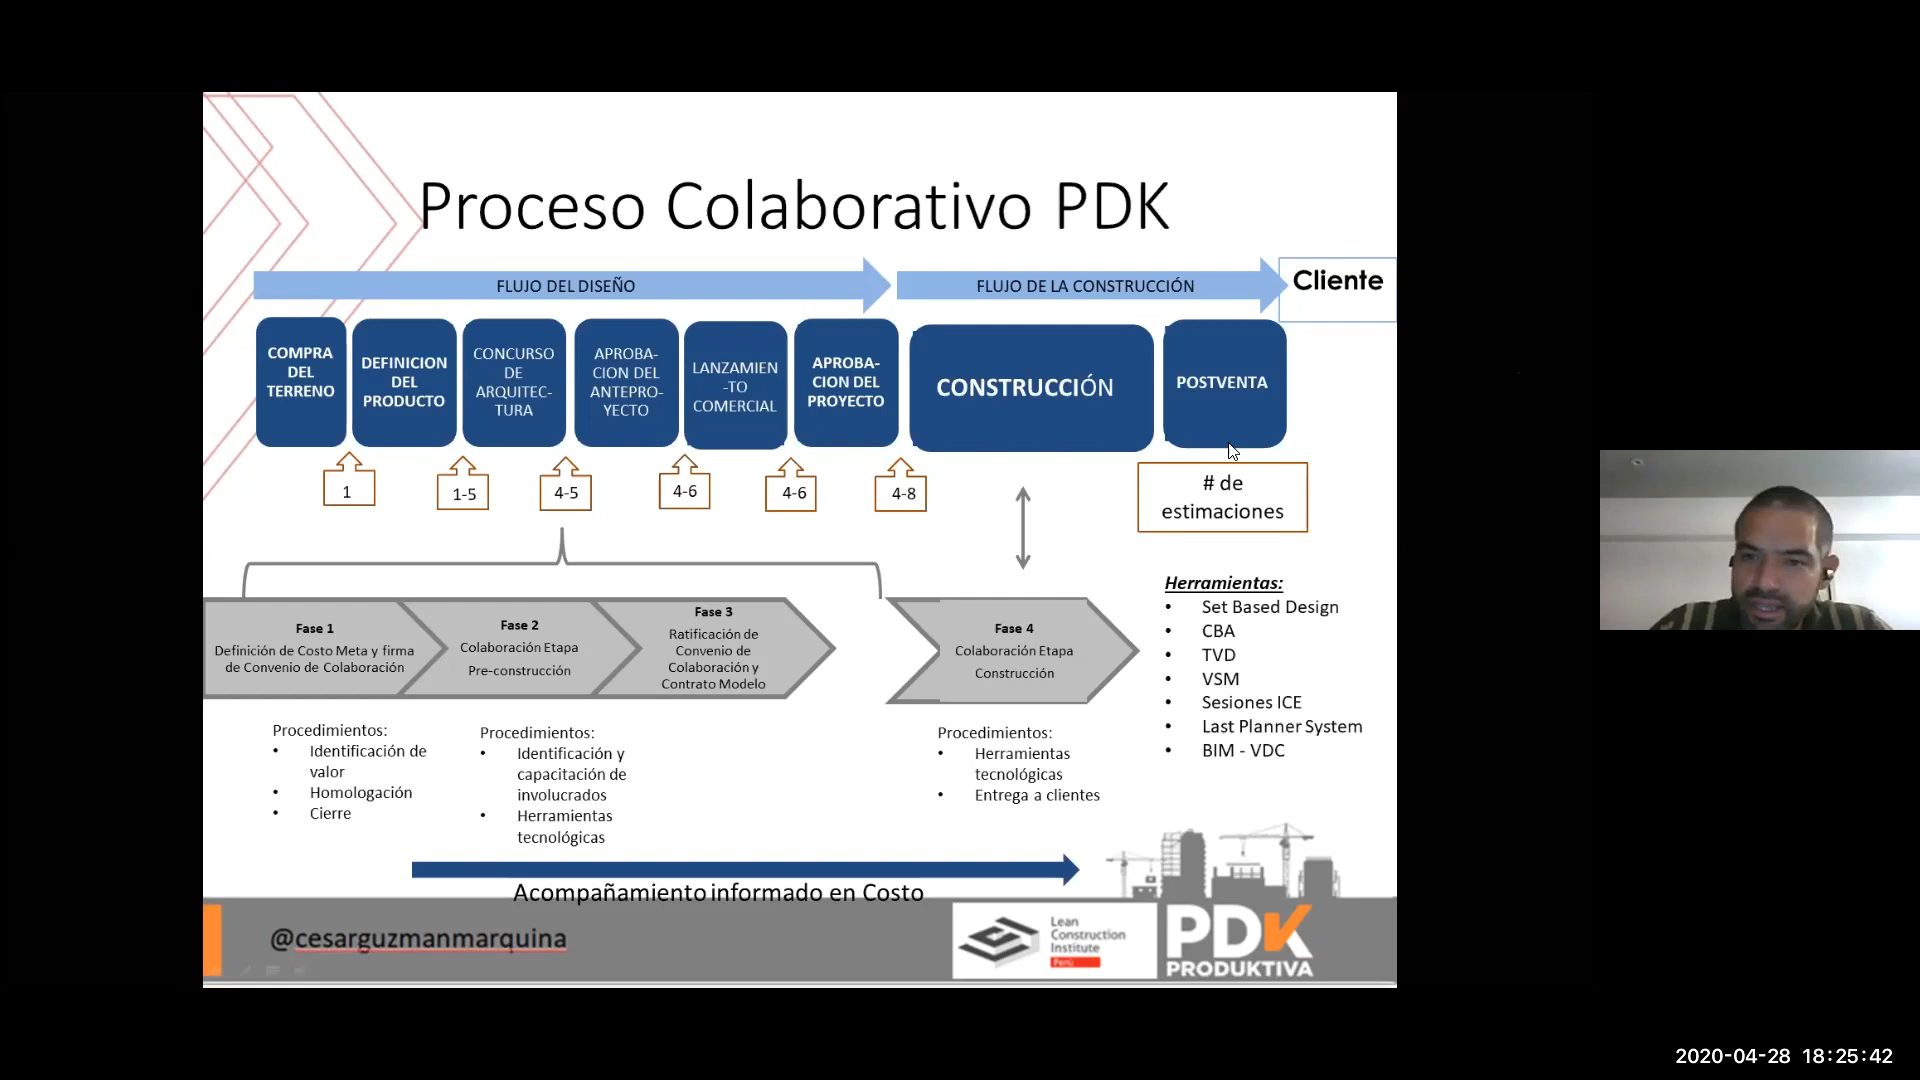 Proceso Colaborativo PDK
FLUJO DEL DISEÑO
FLUJO DE LA CONSTRUCCIÓN
Cliente
COMPRA
DEL
TERRENO
DEFINICION
DEL
PRODUCTO
CONCURSO
DE
ARQUITEC-
TURA
APROBA-
CION DEL
ANTEPRO-
YECTO
LANZAMIEN
-TO
COMERCIAL
APROBA-
CION DEL
PROYECTO
CONSTRUCCIÓN
POSTVENTA
1
1-5
4-5
4-6
4-6
4-8
# de
estimaciones
Fase 1
Definición de Costo Meta y firma
de Convenio de Colaboración
Fase 2
Colaboración Etapa
Pre-construcción
Fase 3
Ratificación de
Convenio de
Colaboración y
Contrato Modelo
Fase 4
Colaboración Etapa
Construcción
Herramientas:
• Set Based Design
• CBA
• TVD
• VSM
• Sesiones ICE
• Last Planner System
• BIM - VDC
Procedimientos:
• Identificación de
valor
• Homologación
• Cierre
Procedimientos:
• Identificación y
capacitación de
involucrados
• Herramientas
tecnológicas
Procedimientos:
• Herramientas
tecnológicas
• Entrega a clientes
Acompañamiento informado en Costo
@cesarguzmanmarquina
Lean
Construction
Institute
Perú
PDK
PRODUKTIVA
2020-04-28 18:25:42